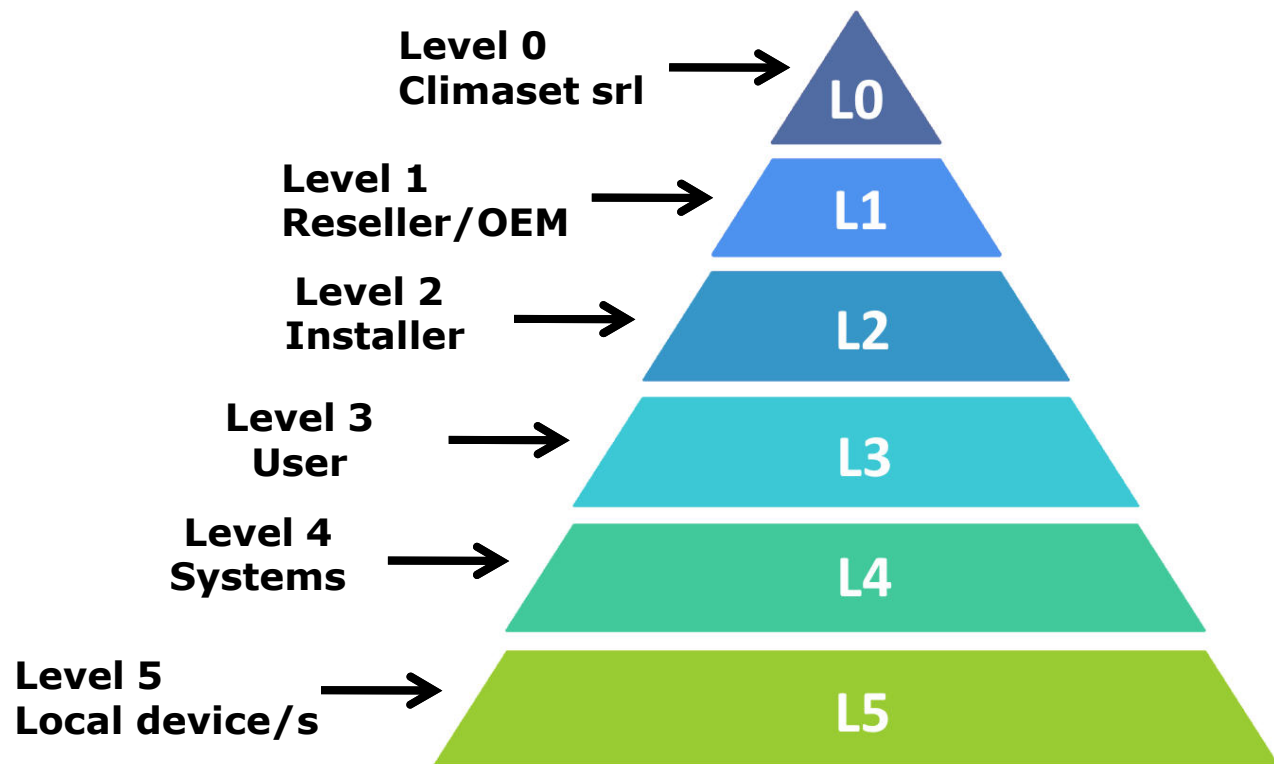 Level 0
Climaset srl
L0
Level 1
Reseller/OEM
L1
Level 2
Installer
L2
Level 3
User
L3
Level 4
Systems
L4
Level 5
Local device/s
L5